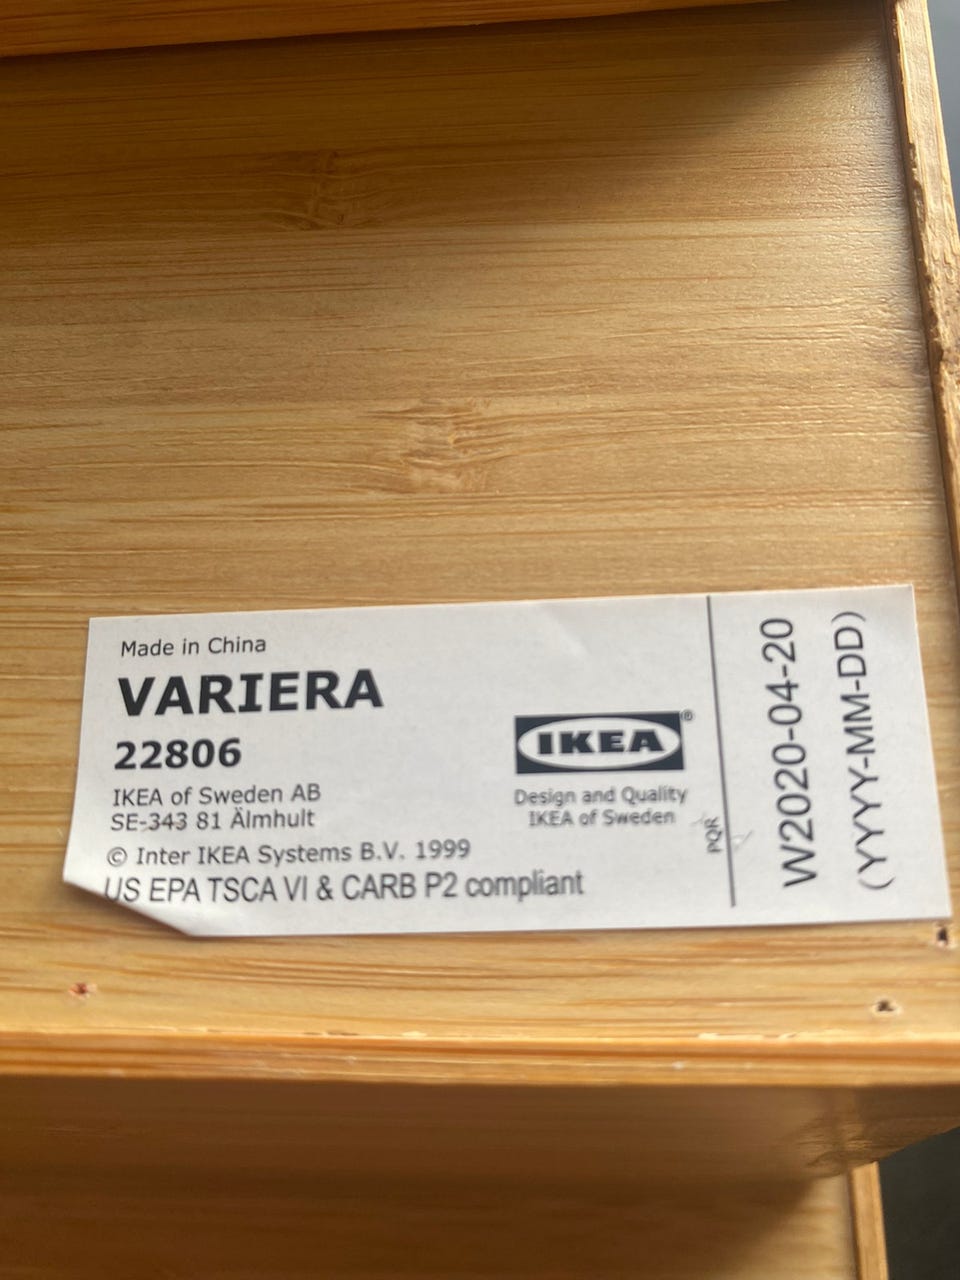 Made in China
VARIERA
22806
IKEA of Sweden AB
SE-343 81 Älmhult
© Inter IKEA Systems B.V. 1999
US EPA TSCA VI & CARB P2 compliant
IKEA®
Design and Quality
IKEA of Sweden
PQR
W2020-04-20
(YYYY-MM-DD)